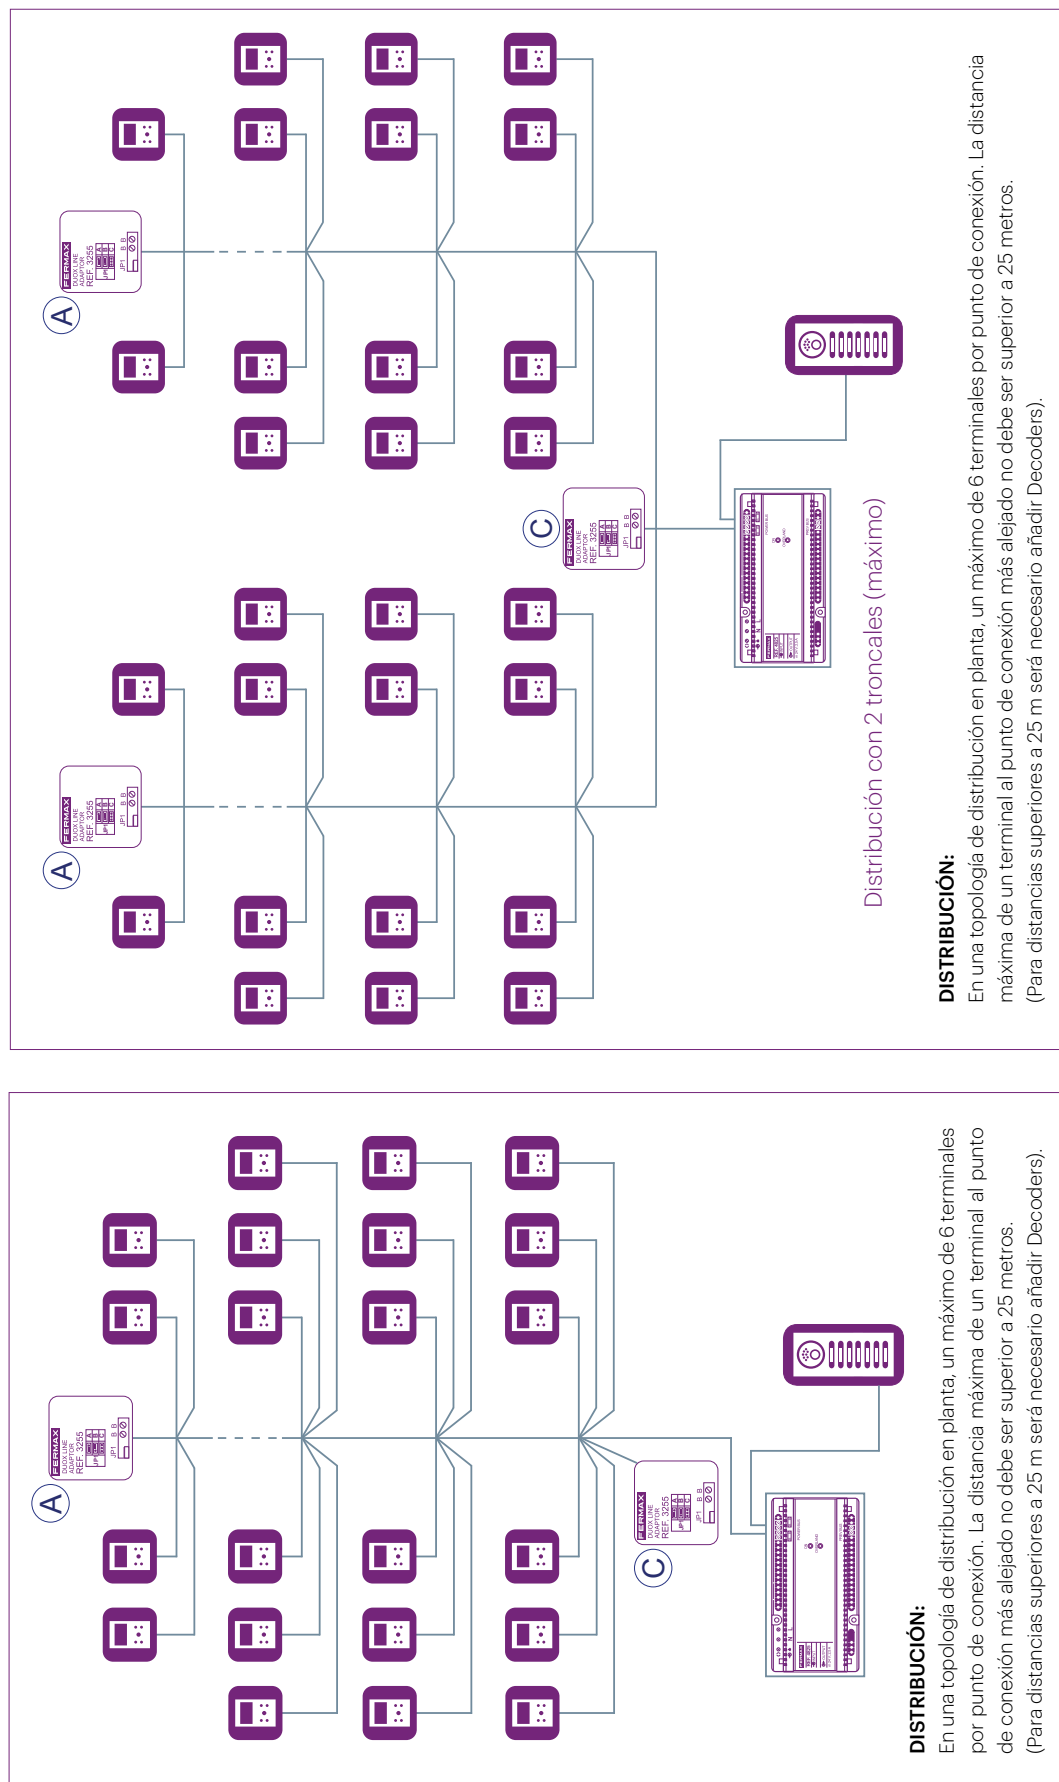 A
FERMAX
DUOX LINE
ADAPTOR
REF. 3255
JP1
A
B
C
JP1 B B
C
FERMAX
DUOX LINE
ADAPTOR
REF. 3255
JP1
A
B
C
JP1 B B
N L
DISTRIBUCIÓN:
En una topología de distribución en planta, un máximo de 6 terminales
por punto de conexión. La distancia máxima de un terminal al punto
de conexión más alejado no debe ser superior a 25 metros.
(Para distancias superiores a 25 m será necesario añadir Decoders).
A
FERMAX
DUOX LINE
ADAPTOR
REF. 3255
JP1
A
B
C
JP1 B B
A
FERMAX
DUOX LINE
ADAPTOR
REF. 3255
JP1
A
B
C
JP1 B B
C
FERMAX
DUOX LINE
ADAPTOR
REF. 3255
JP1
A
B
C
JP1 B B
N L
Distribución con 2 troncales (máximo)
DISTRIBUCIÓN:
En una topología de distribución en planta, un máximo de 6 terminales por punto de conexión. La distancia
máxima de un terminal al punto de conexión más alejado no debe ser superior a 25 metros.
(Para distancias superiores a 25 m será necesario añadir Decoders).